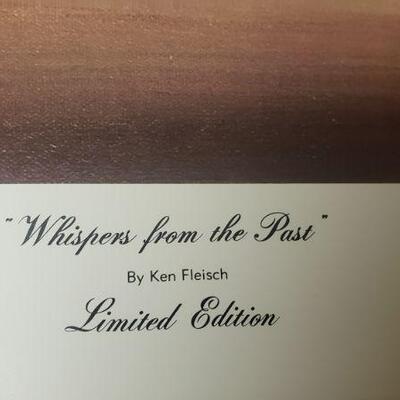 "Whispers from the Past"
By Ken Fleisch
Limited Edition